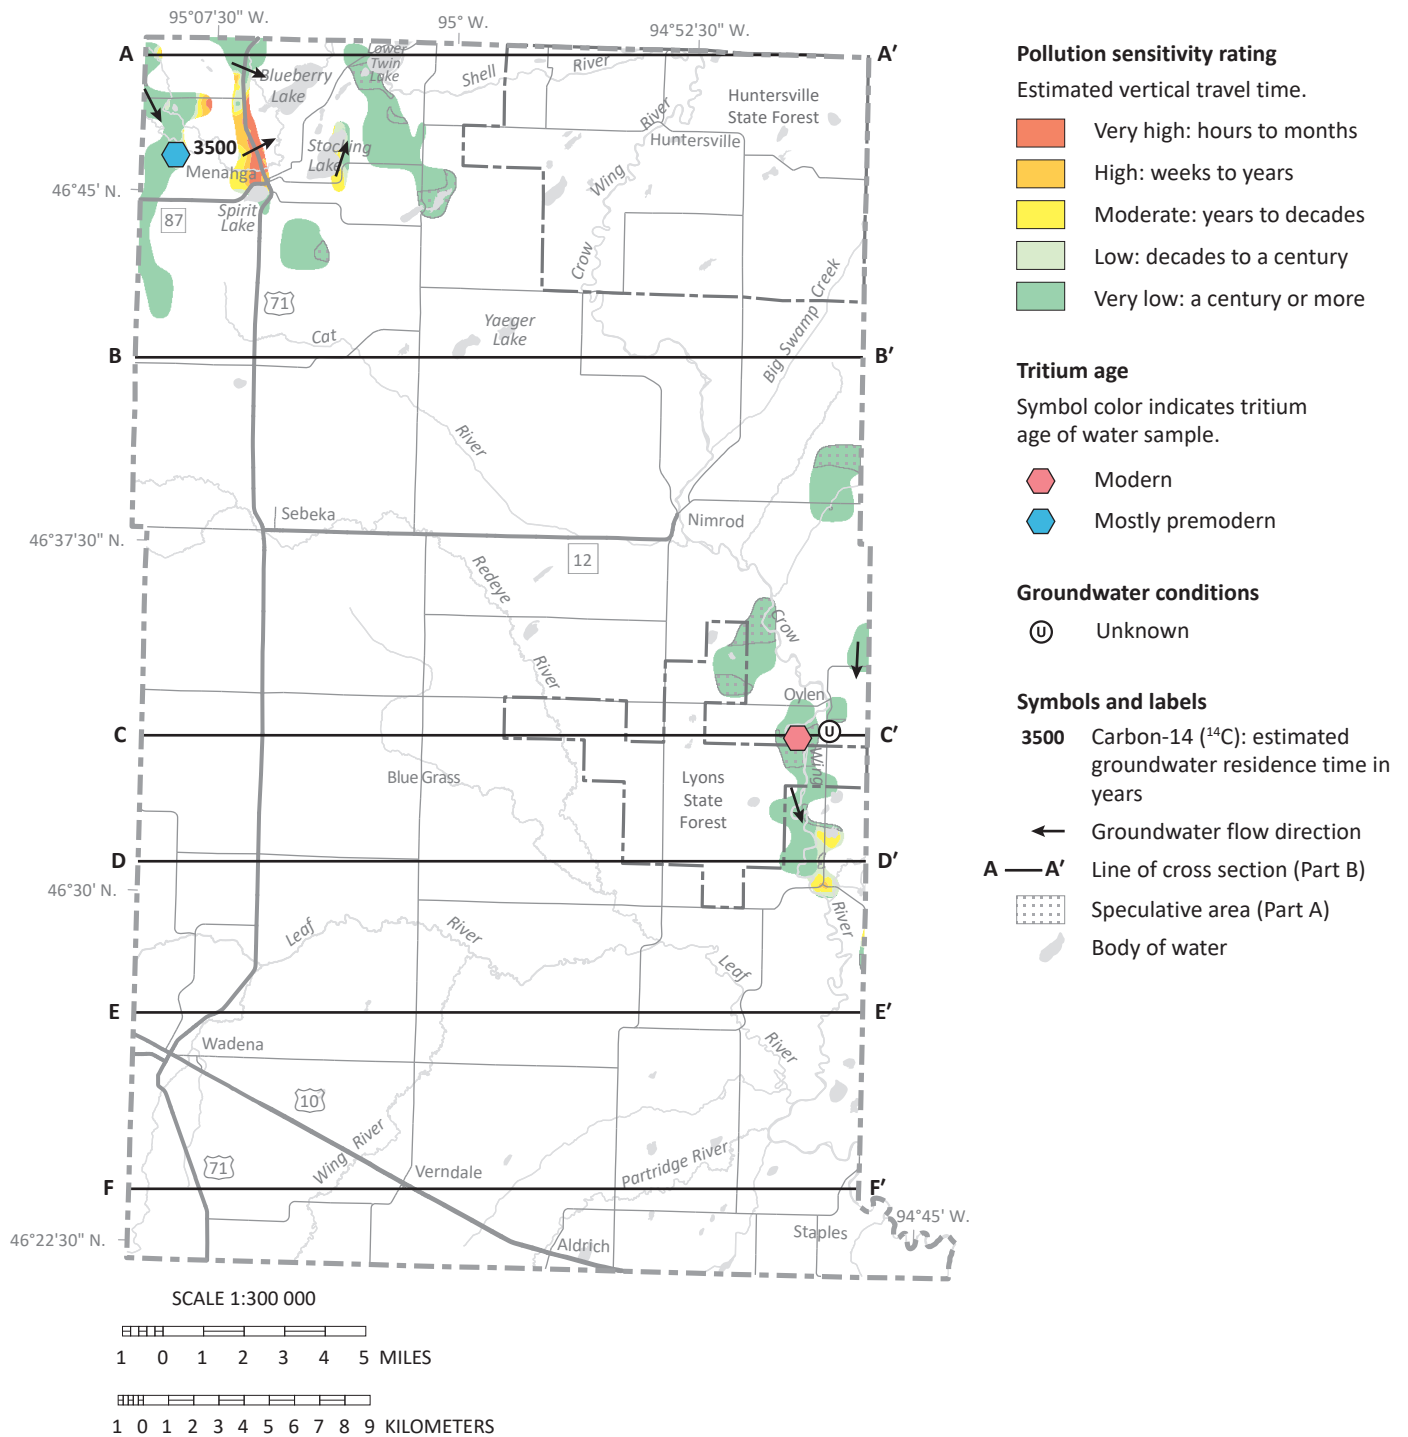 95°07'30" W.
95° W.
94°52'30" W.
A
A′
Lower
Twin
Lake
Blueberry
Lake
Shell
River
Huntersville
State Forest
River
Huntersville
3500
Stocking
Lake
Menahga
Wing
46°45' N.
87
Spirit
Lake
Crow
71
Big Swamp Creek
Cat
Yaeger
Lake
B
B′
River
Sebeka
Nimrod
46°37'30" N.
12
Redeye
Crow
River
Oylen
C
U
C′
Wing
Blue Grass
Lyons
State
Forest
D
D′
46°30' N.
Leaf
River
River
Leaf
E
E′
Wadena
River
10
Wing River
71
Verndale
Partridge River
F
F′
94°45' W.
Staples
46°22'30" N.
Aldrich
SCALE 1:300 000
1 0 1 2 3 4 5 MILES
1 0 1 2 3 4 5 6 7 8 9 KILOMETERS
Pollution sensitivity rating
Estimated vertical travel time.
Very high: hours to months
High: weeks to years
Moderate: years to decades
Low: decades to a century
Very low: a century or more
Tritium age
Symbol color indicates tritium
age of water sample.
Modern
Mostly premodern
Groundwater conditions
U Unknown
Symbols and labels
3500 Carbon-14 (¹⁴C): estimated
groundwater residence time in
years
Groundwater flow direction
A A′ Line of cross section (Part B)
Speculative area (Part A)
Body of water